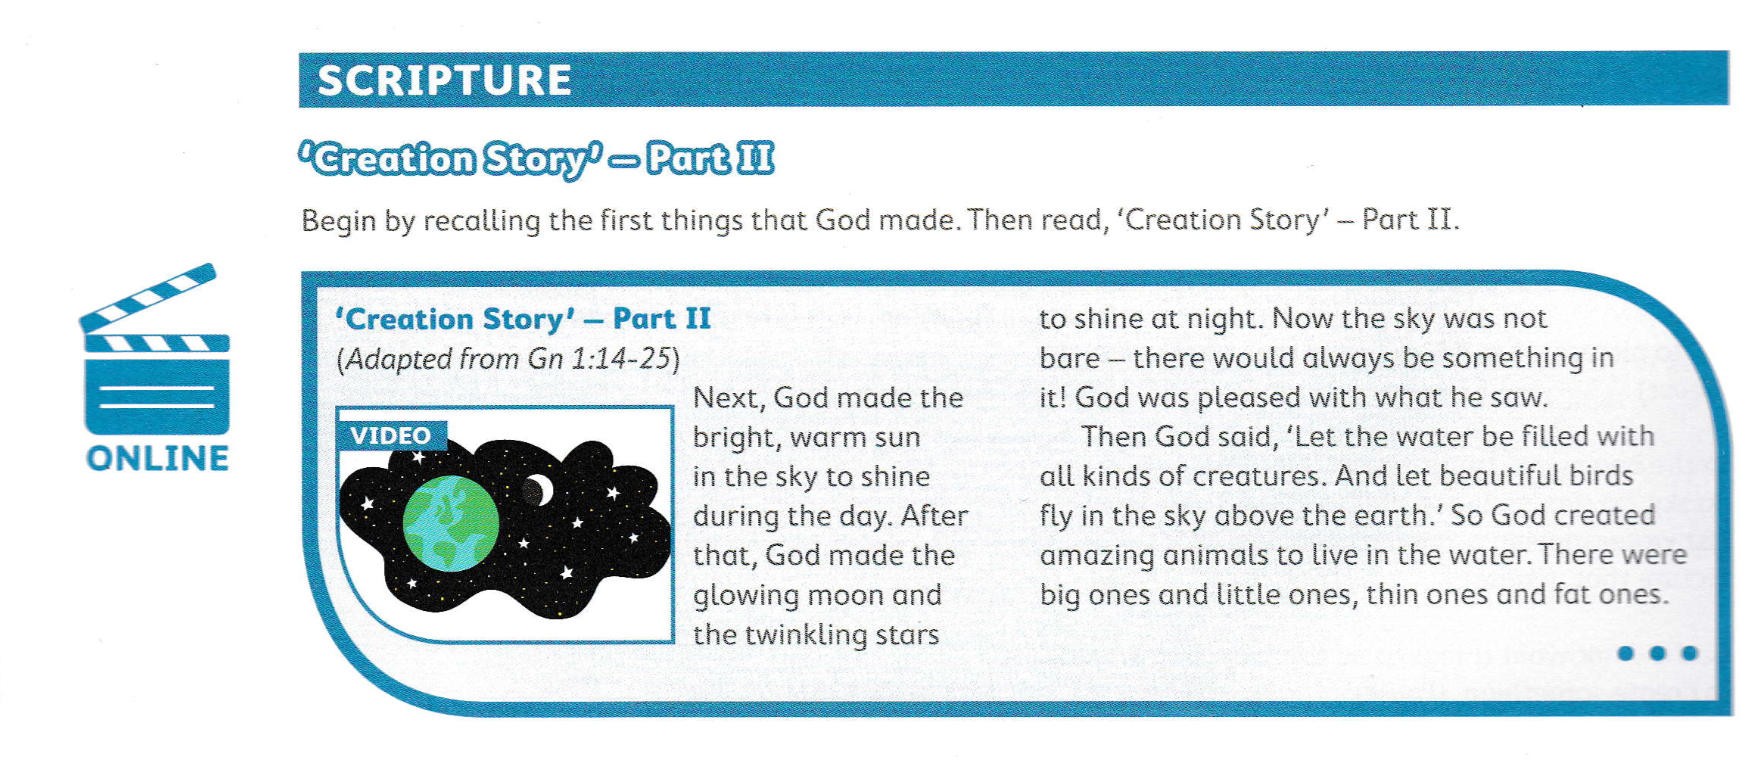 SCRIPTURE
‘Creation Story’ – Part II
Begin by recalling the first things that God made. Then read, ‘Creation Story’ – Part II.
ONLINE
‘Creation Story’ – Part II
(Adapted from Gn 1:14-25)
VIDEO
Next, God made the
bright, warm sun
in the sky to shine
during the day. After
that, God made the
glowing moon and
the twinkling stars
to shine at night. Now the sky was not
bare – there would always be something in
it! God was pleased with what he saw.
Then God said, ‘Let the water be filled with
all kinds of creatures. And let beautiful birds
fly in the sky above the earth.’ So God created
amazing animals to live in the water. There were
big ones and little ones, thin ones and fat ones.